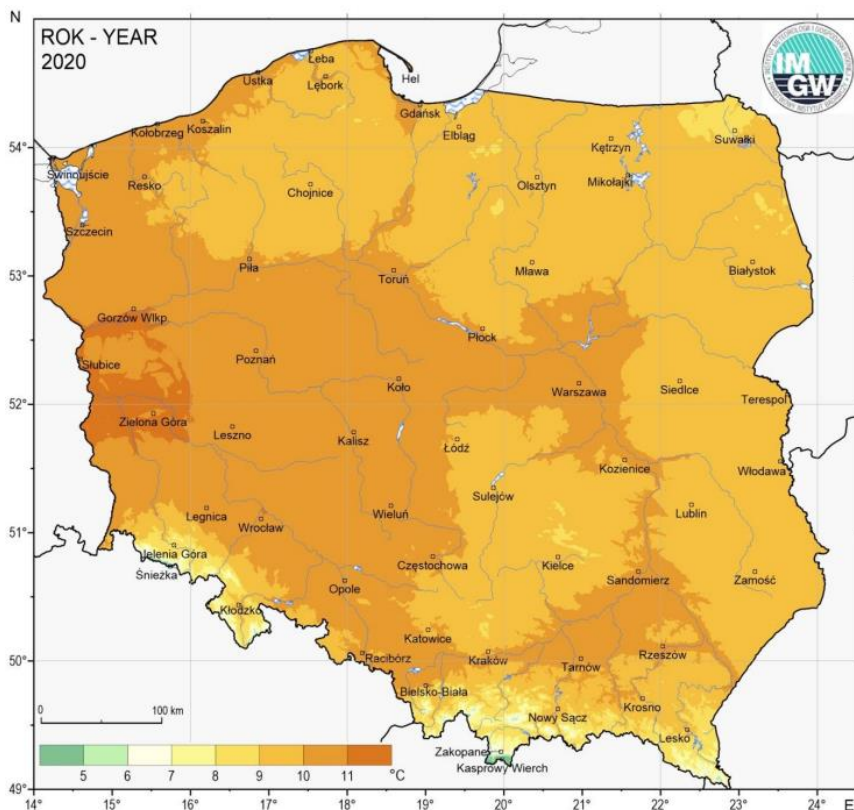 N
ROK - YEAR
2020
IM
GW
Łeba
Hel
Ustka
Lębork
Gdańsk
Kołobrzeg
Koszalin
Elbląg
Kętrzyn
Suwałki
54°
Świnoujście
Resko
Chojnice
Olsztyn
Mikołajki
Szczecin
Piła
Toruń
Mława
Białystok
53°
Gorzów Wlkp.
Płock
Słubice
Poznań
Koło
Warszawa
Siedlce
Terespol
52°
Zielona Góra
Leszno
Kalisz
Łódź
Kozienice
Włodawa
Sulejów
Legnica
Wrocław
Wieluń
Lublin
51°
Jelenia Góra
Śnieżka
Częstochowa
Kielce
Sandomierz
Zamość
Kłodzko
Opole
Katowice
50°
Racibórz
Kraków
Tarnów
Rzeszów
Bielsko-Biała
Nowy Sącz
Krosno
Lesko
0 100 km
Zakopane
Kasprowy Wierch
5 6 7 8 9 10 11 °C
49°
14° 15° 16° 17° 18° 19° 20° 21° 22° 23° 24° E